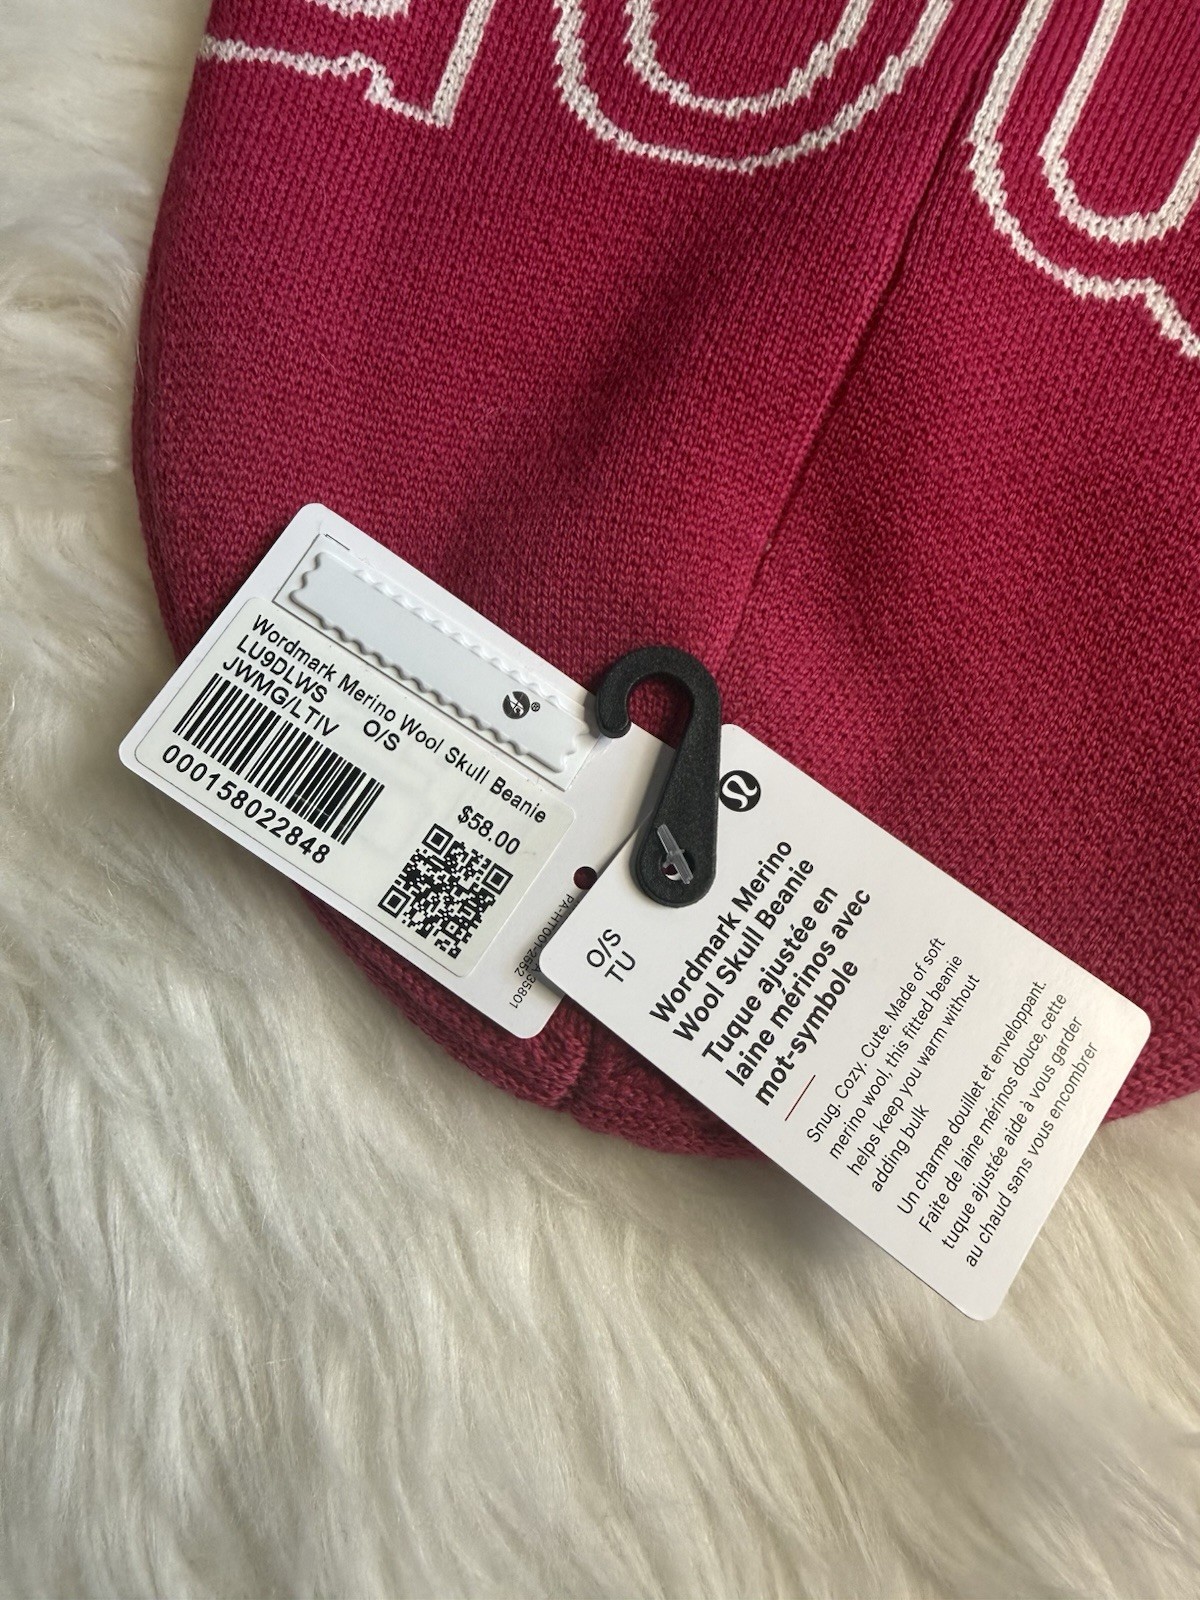 Wordmark Merino Wool Skull Beanie
LU9DLWS
JWMG/LTIV O/S
$58.00
000158022848
O/S
TU
Wordmark Merino
Wool Skull Beanie
Tuque ajustée en
laine mérinos avec
mot-symbole
Snug. Cozy. Cute. Made of soft
merino wool, this fitted beanie
helps keep you warm without
adding bulk
Un charme douillet et enveloppant.
Faite de laine mérinos douce, cette
tuque ajustée aide à vous garder
au chaud sans vous encombrer